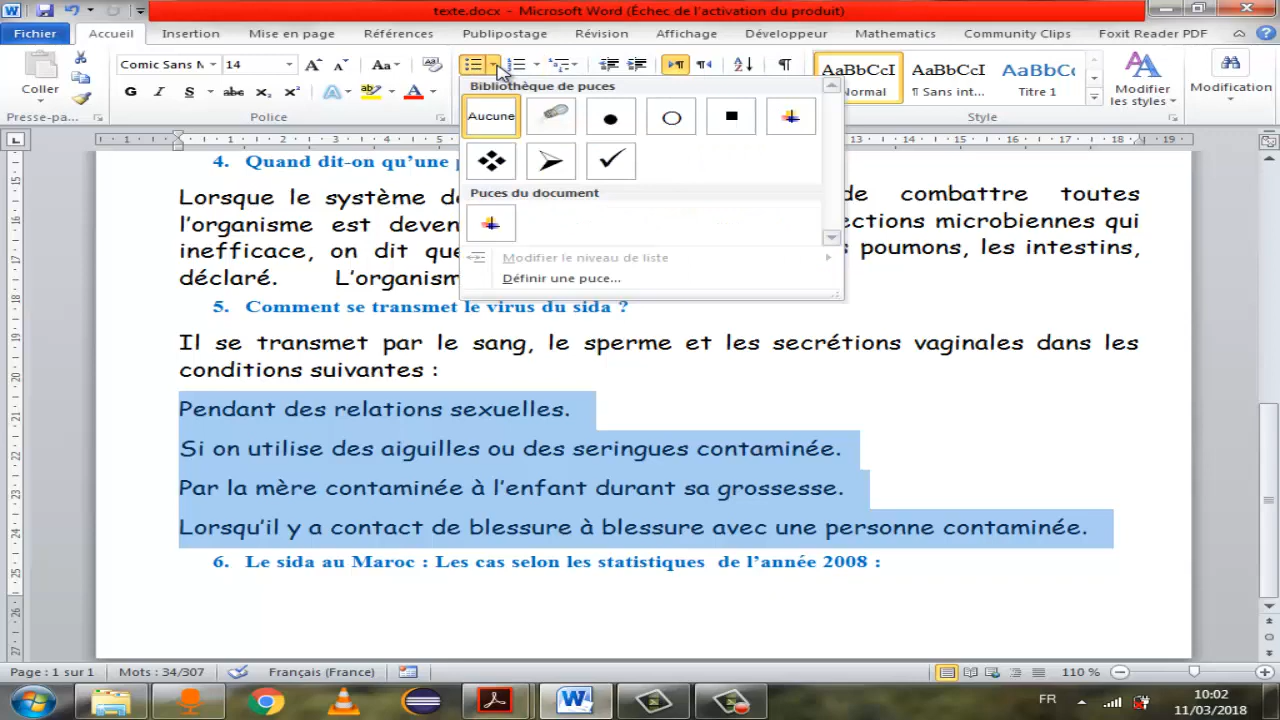 texte.docx - Microsoft Word (Échec de l'activation du produit)
Fichier Accueil Insertion Mise en page Références Publipostage Révision Affichage Développeur Mathematics Community Clips Foxit Reader PDF
Comic Sans M 14 Aa
Coller G I S abc x₂ x² A ab A
Presse-pa... Police
AaBbCcI AaBbCcI AaBbC
Normal ¶ Sans int... Titre 1
Modifier les styles
Modification
Style
Bibliothèque de puces
Aucune
Puces du document
Modifier le niveau de liste
Définir une puce...
4. Quand dit-on qu'une
Lorsque le système de combattre toutes
l'organisme est deven ections microbiennes qui
inefficace, on dit que poumons, les intestins,
déclaré. L'organism
5. Comment se transmet le virus du sida ?
Il se transmet par le sang, le sperme et les secrétions vaginales dans les
conditions suivantes :
Pendant des relations sexuelles.
Si on utilise des aiguilles ou des seringues contaminée.
Par la mère contaminée à l'enfant durant sa grossesse.
Lorsqu'il y a contact de blessure à blessure avec une personne contaminée.
6. Le sida au Maroc : Les cas selon les statistiques de l'année 2008 :
Page : 1 sur 1 Mots : 34/307 Français (France) 110 %
FR 10:02
11/03/2018